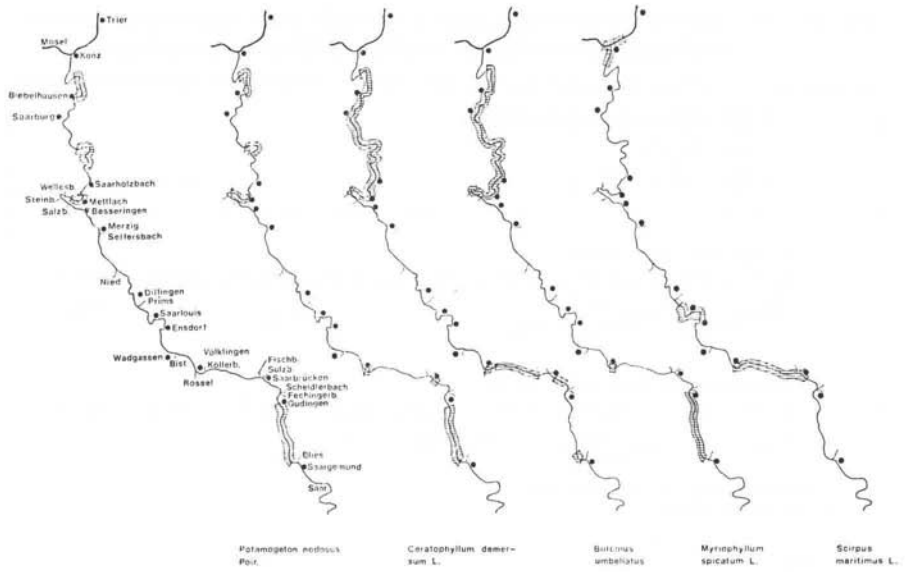 Trier
Mosel
Konz
Biebelhausen
Saarburg
Saarholzbach
Wellesb.
Steinb.
Mettlach
Salzb.
Besseringen
Merzig
Seffersbach
Nied
Dillingen
Prims
Saarlouis
Ensdorf
Wadgassen
Bist
Völklingen
Köllerb.
Rossel
Fischb.
Sulzb.
Saarbrücken
Scheidterbach
Fechingerb.
Güdingen
Blies
Saargemünd
Saar
Potamogeton nodosus
Poir.
Ceratophyllum demer-
sum L.
Butomus
umbellatus
Myriophyllum
spicatum L.
Scirpus
maritimus L.